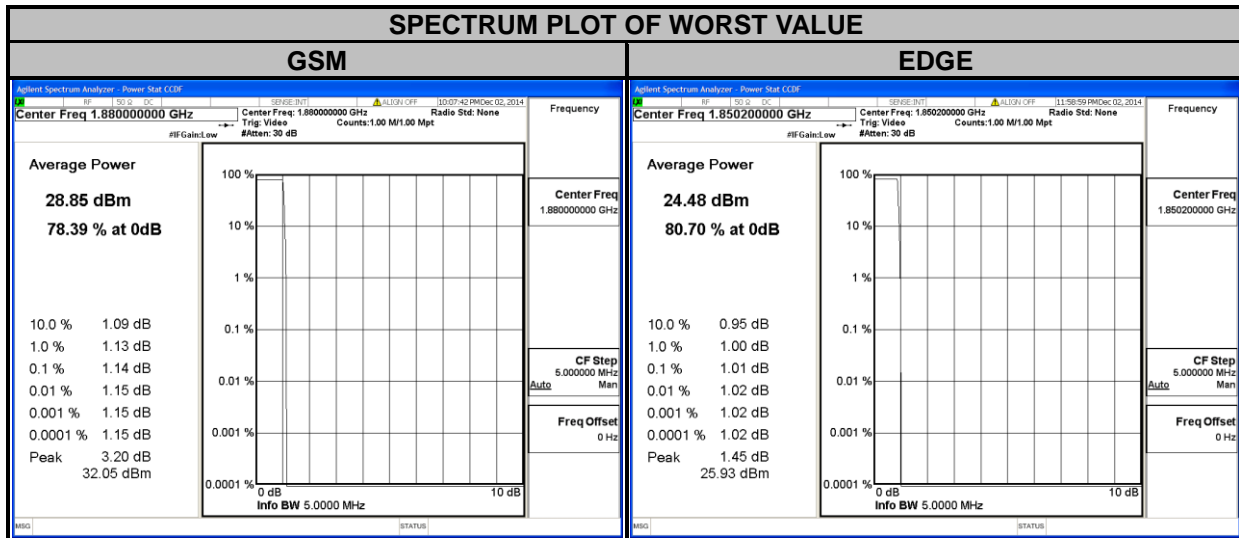 SPECTRUM PLOT OF WORST VALUE
GSM
EDGE
Agilent Spectrum Analyzer - Power Stat CCDF
RF 50 Ω DC SENSE:INT ALIGN OFF 10:07:42 PM Dec 02, 2014
Center Freq 1.880000000 GHz
Center Freq: 1.880000000 GHz Radio Std: None
Trig: Video Counts:1.00 M/1.00 Mpt
#IFGain:Low #Atten: 30 dB
Frequency
Average Power
28.85 dBm
78.39 % at 0dB
10.0 % 1.09 dB
1.0 % 1.13 dB
0.1 % 1.14 dB
0.01 % 1.15 dB
0.001 % 1.15 dB
0.0001 % 1.15 dB
Peak 3.20 dB
32.05 dBm
100 %
10 %
1 %
0.1 %
0.01 %
0.001 %
0.0001 %
0 dB 10 dB
Info BW 5.0000 MHz
Center Freq
1.880000000 GHz
CF Step
5.000000 MHz
Auto Man
Freq Offset
0 Hz
MSG STATUS
Agilent Spectrum Analyzer - Power Stat CCDF
RF 50 Ω DC SENSE:INT ALIGN OFF 11:58:59 PM Dec 02, 2014
Center Freq 1.850200000 GHz
Center Freq: 1.850200000 GHz Radio Std: None
Trig: Video Counts:1.00 M/1.00 Mpt
#IFGain:Low #Atten: 30 dB
Frequency
Average Power
24.48 dBm
80.70 % at 0dB
10.0 % 0.95 dB
1.0 % 1.00 dB
0.1 % 1.01 dB
0.01 % 1.02 dB
0.001 % 1.02 dB
0.0001 % 1.02 dB
Peak 1.45 dB
25.93 dBm
100 %
10 %
1 %
0.1 %
0.01 %
0.001 %
0.0001 %
0 dB 10 dB
Info BW 5.0000 MHz
Center Freq
1.850200000 GHz
CF Step
5.000000 MHz
Auto Man
Freq Offset
0 Hz
MSG STATUS